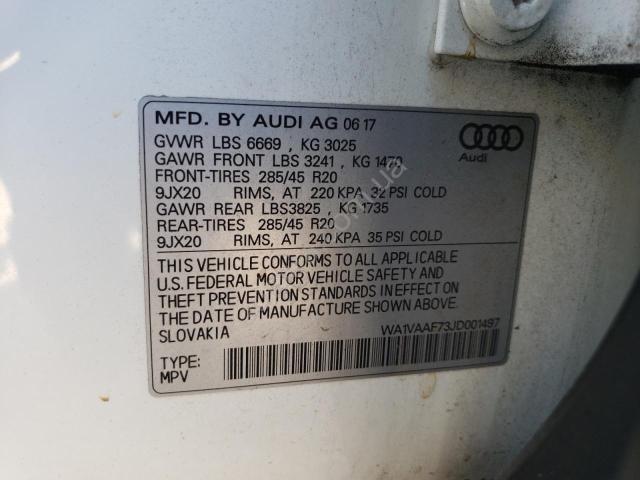 MFD. BY AUDI AG 06 17
GVWR LBS 6669 , KG 3025
GAWR FRONT LBS 3241 , KG 1470
FRONT-TIRES 285/45 R20
9JX20 RIMS, AT 220 KPA 32 PSI COLD
GAWR REAR LBS3825 , KG 1735
REAR-TIRES 285/45 R20
9JX20 RIMS, AT 240 KPA 35 PSI COLD
Audi
THIS VEHICLE CONFORMS TO ALL APPLICABLE
U.S. FEDERAL MOTOR VEHICLE SAFETY AND
THEFT PREVENTION STANDARDS IN EFFECT ON
THE DATE OF MANUFACTURE SHOWN ABOVE.
SLOVAKIA
WA1VAAF73JD001497
TYPE:
MPV